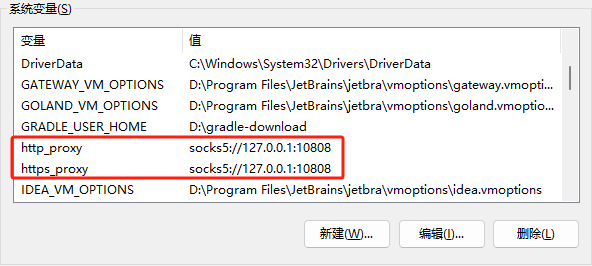 系统变量(S)
变量 值
DriverData C:\Windows\System32\Drivers\DriverData
GATEWAY_VM_OPTIONS D:\Program Files\JetBrains\jetbra\vmoptions\gateway.vmoptio...
GOLAND_VM_OPTIONS D:\Program Files\JetBrains\jetbra\vmoptions\goland.vmoptio...
GRADLE_USER_HOME D:\gradle-download
http_proxy socks5://127.0.0.1:10808
https_proxy socks5://127.0.0.1:10808
IDEA_VM_OPTIONS D:\Program Files\JetBrains\jetbra\vmoptions\idea.vmoptions
新建(W)... 编辑(I)... 删除(L)